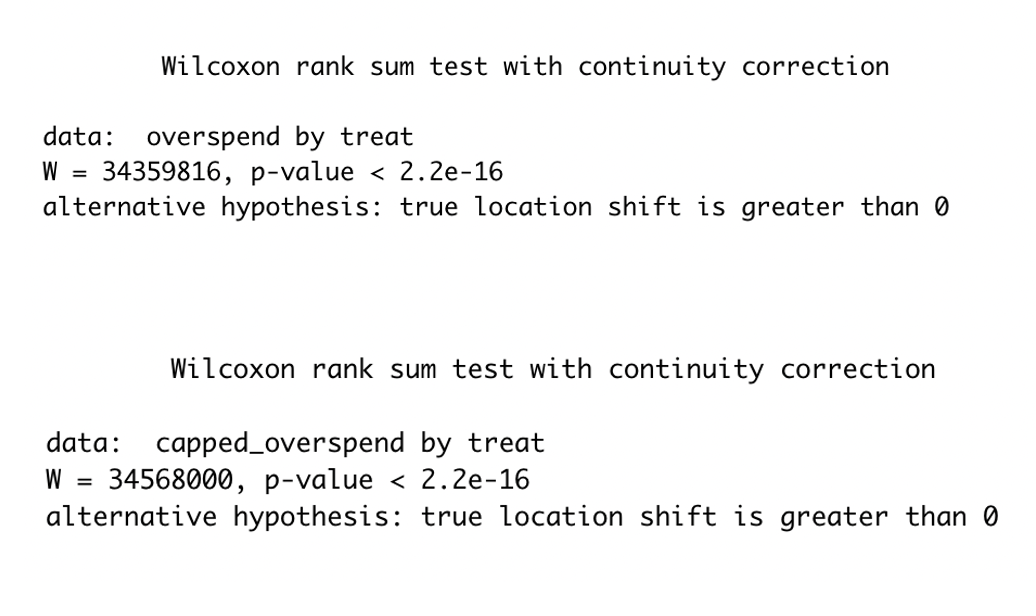 Wilcoxon rank sum test with continuity correction
data:  overspend by treat
W = 34359816, p-value < 2.2e-16
alternative hypothesis: true location shift is greater than 0
Wilcoxon rank sum test with continuity correction
data:  capped_overspend by treat
W = 34568000, p-value < 2.2e-16
alternative hypothesis: true location shift is greater than 0